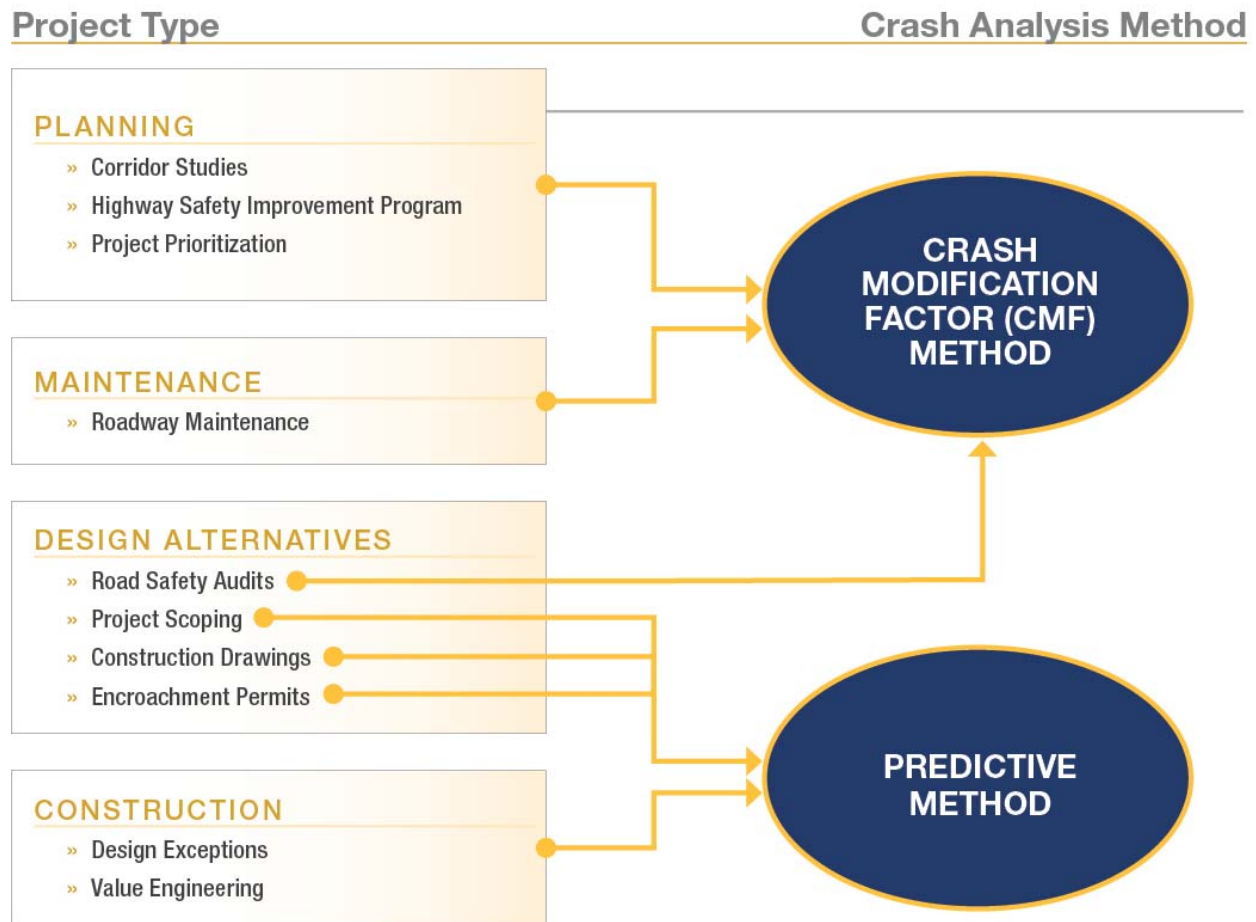 Project Type
Crash Analysis Method
PLANNING
» Corridor Studies
» Highway Safety Improvement Program
» Project Prioritization
CRASH
MODIFICATION
FACTOR (CMF)
METHOD
MAINTENANCE
» Roadway Maintenance
DESIGN ALTERNATIVES
» Road Safety Audits
» Project Scoping
» Construction Drawings
» Encroachment Permits
PREDICTIVE
METHOD
CONSTRUCTION
» Design Exceptions
» Value Engineering